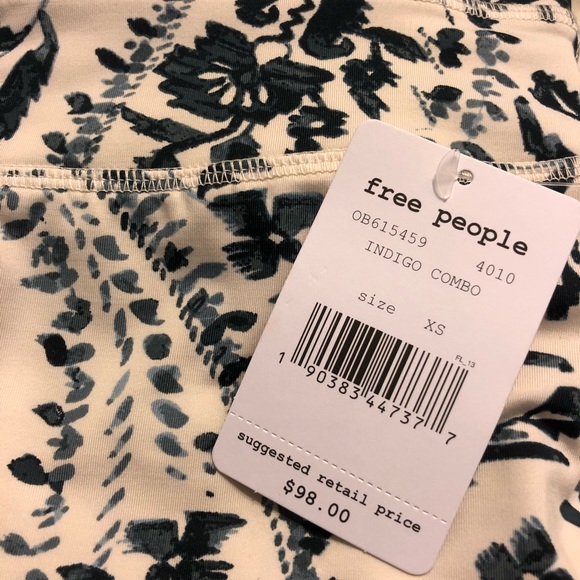 free people
OB615459 4010
INDIGO COMBO
size XS
FL_13
1 90383 44737 7
suggested retail price
$98.00